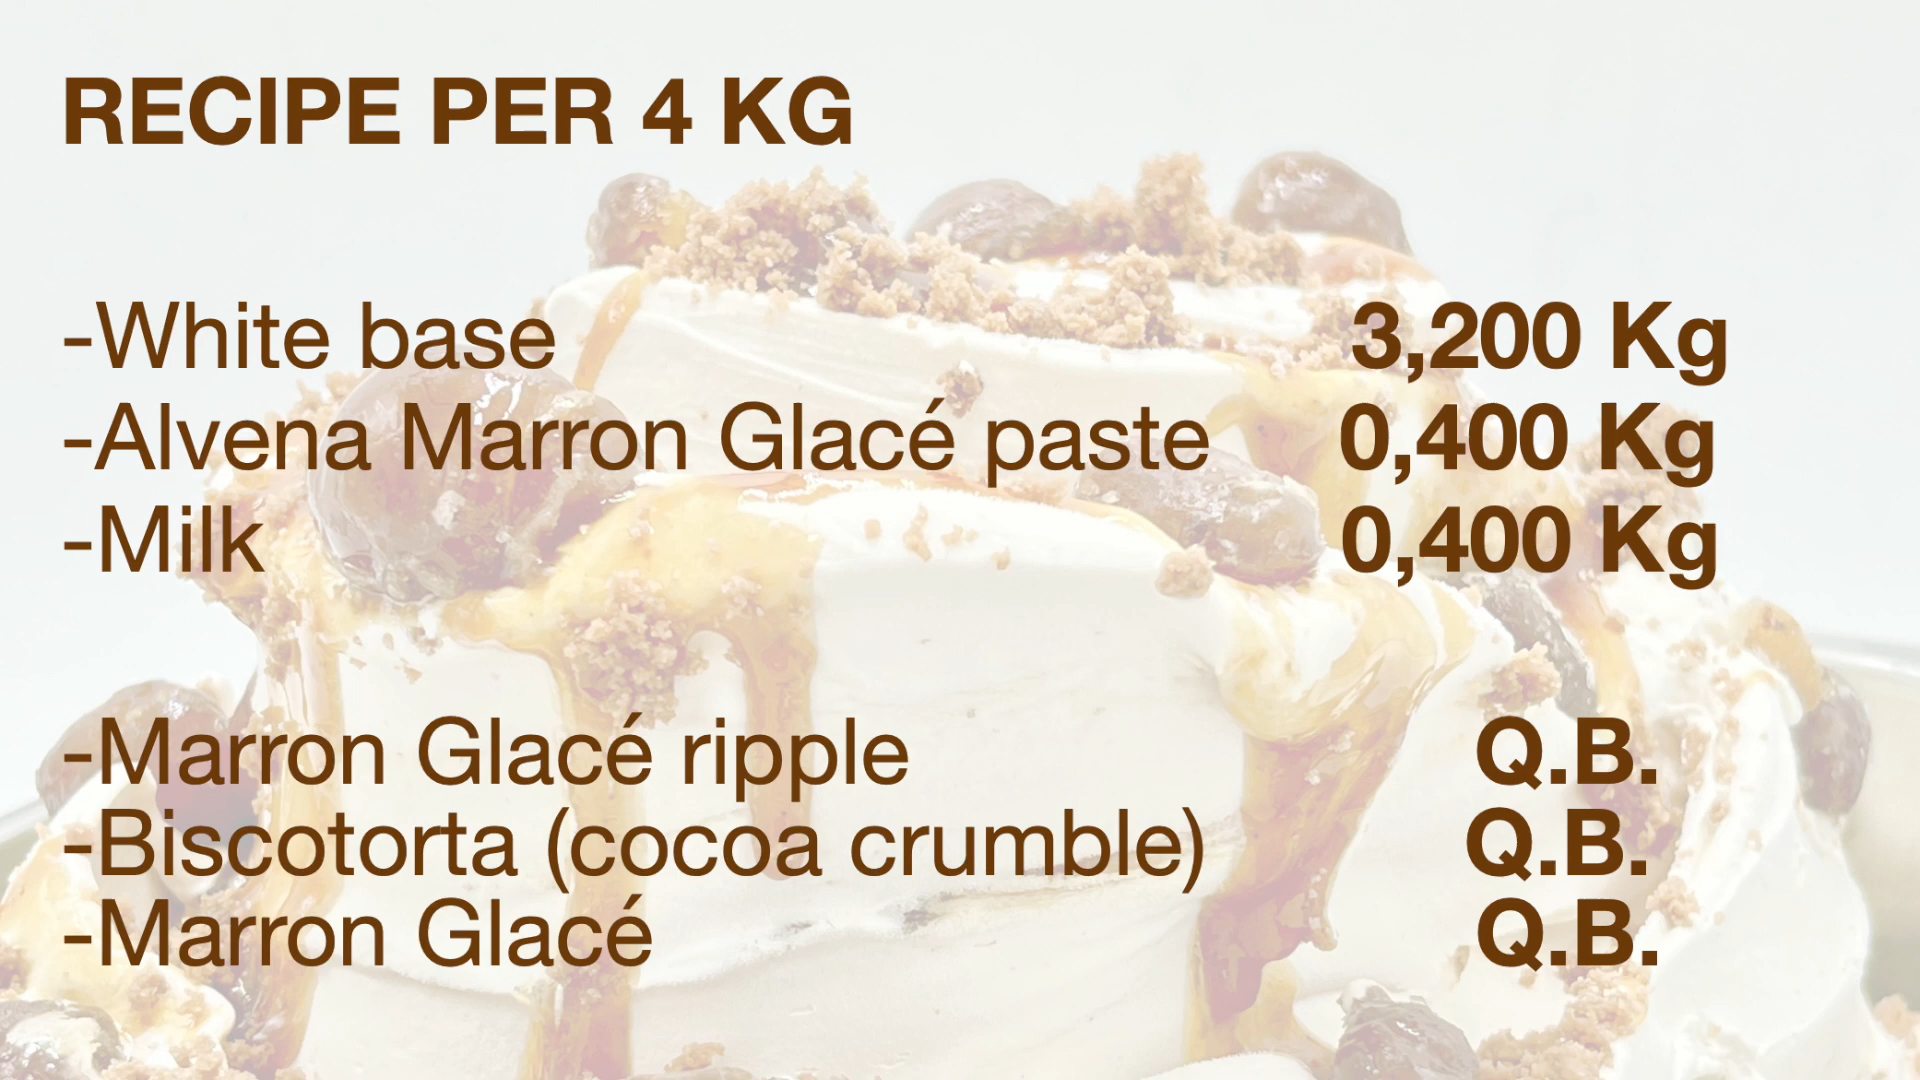 RECIPE PER 4 KG
-White base 3,200 Kg
-Alvena Marron Glacé paste 0,400 Kg
-Milk 0,400 Kg
-Marron Glacé ripple Q.B.
-Biscotorta (cocoa crumble) Q.B.
-Marron Glacé Q.B.